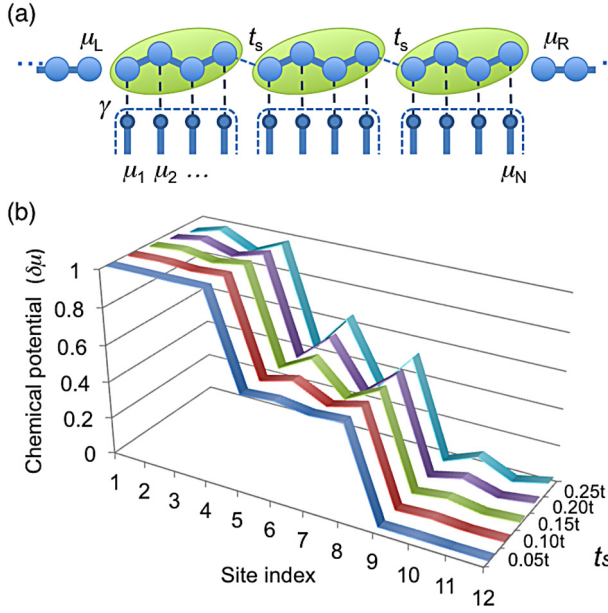 (a)
μL ts ts μR
γ
μ1 μ2 ... μN
(b)
Chemical potential (δμ)
1
0.8
0.6
0.4
0.2
0
1 2 3 4 5 6 7 8 9 10 11 12
Site index
0.25t
0.20t
0.15t
0.10t
0.05t
ts